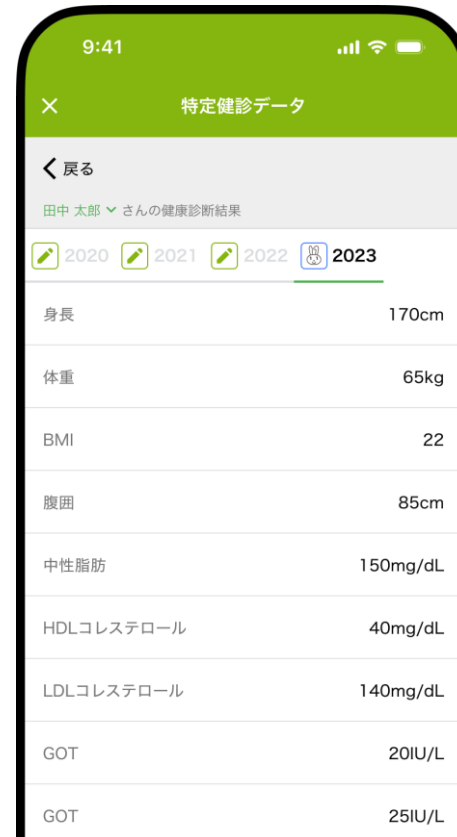 9:41
特定健診データ
戻る
田中 太郎 さんの健康診断結果
2020 2021 2022 2023
身長 170cm
体重 65kg
BMI 22
腹囲 85cm
中性脂肪 150mg/dL
HDLコレステロール 40mg/dL
LDLコレステロール 140mg/dL
GOT 20IU/L
GOT 25IU/L